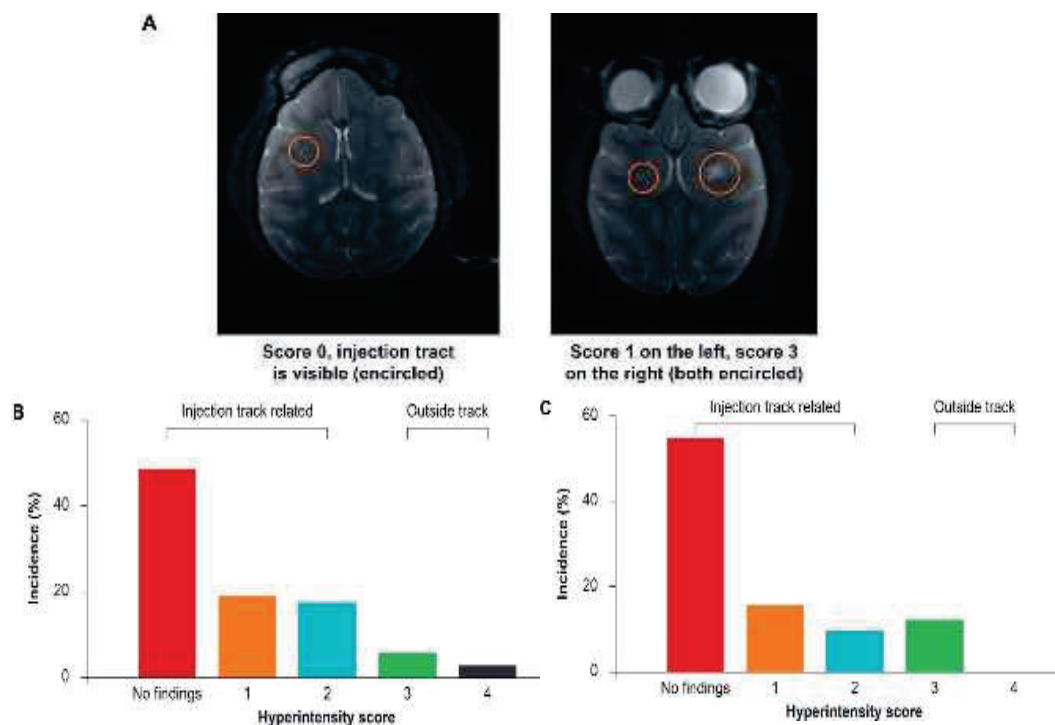 A
Score 0, injection tract
is visible (encircled)
Score 1 on the left, score 3
on the right (both encircled)
B
Injection track related
Outside track
60
40
20
0
Incidence (%)
No findings
1
2
3
4
Hyperintensity score
C
Injection track related
Outside track
60
40
20
0
Incidence (%)
No findings
1
2
3
4
Hyperintensity score